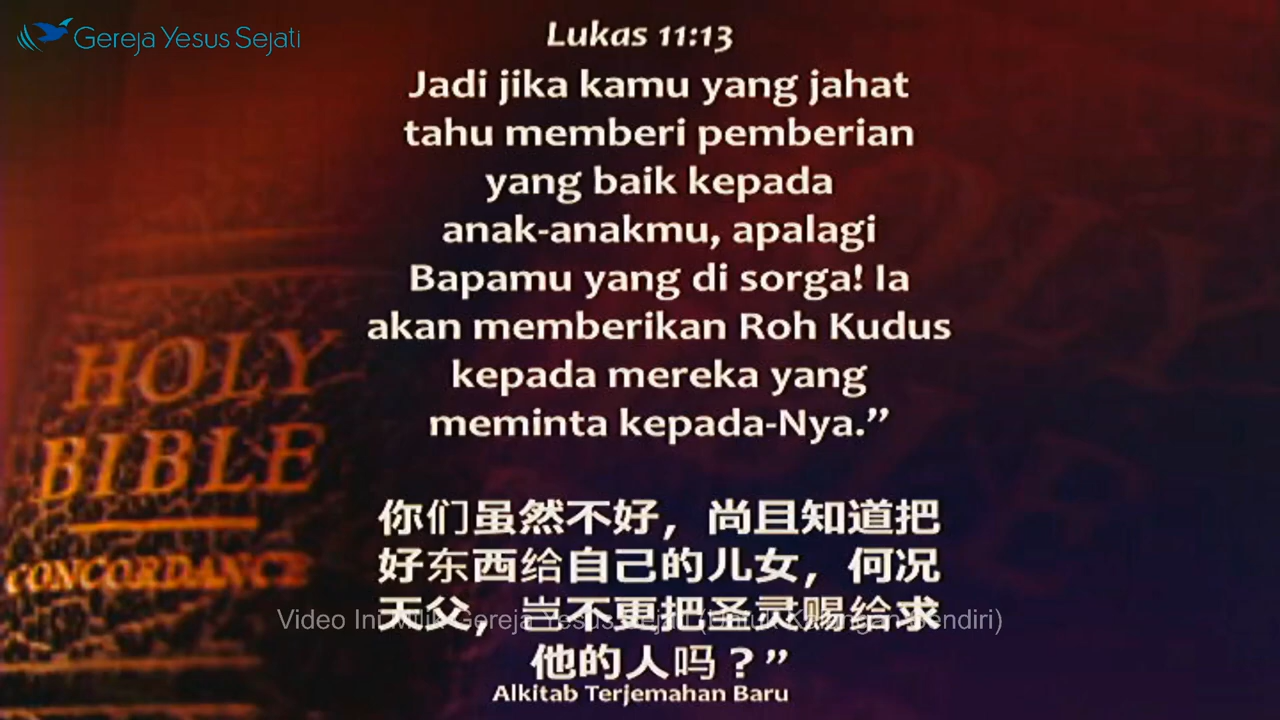 Gereja Yesus Sejati
Lukas 11:13
Jadi jika kamu yang jahat
tahu memberi pemberian
yang baik kepada
anak-anakmu, apalagi
Bapamu yang di sorga! Ia
akan memberikan Roh Kudus
kepada mereka yang
meminta kepada-Nya.”
HOLY
BIBLE
CONCORDANCE
你们虽然不好，尚且知道把
好东西给自己的儿女，何况
天父，岂不更把圣灵赐给求
Video Ini Milik Gereja Yesus Sejati (Untuk Kalangan Sendiri)
他的人吗？”
Alkitab Terjemahan Baru